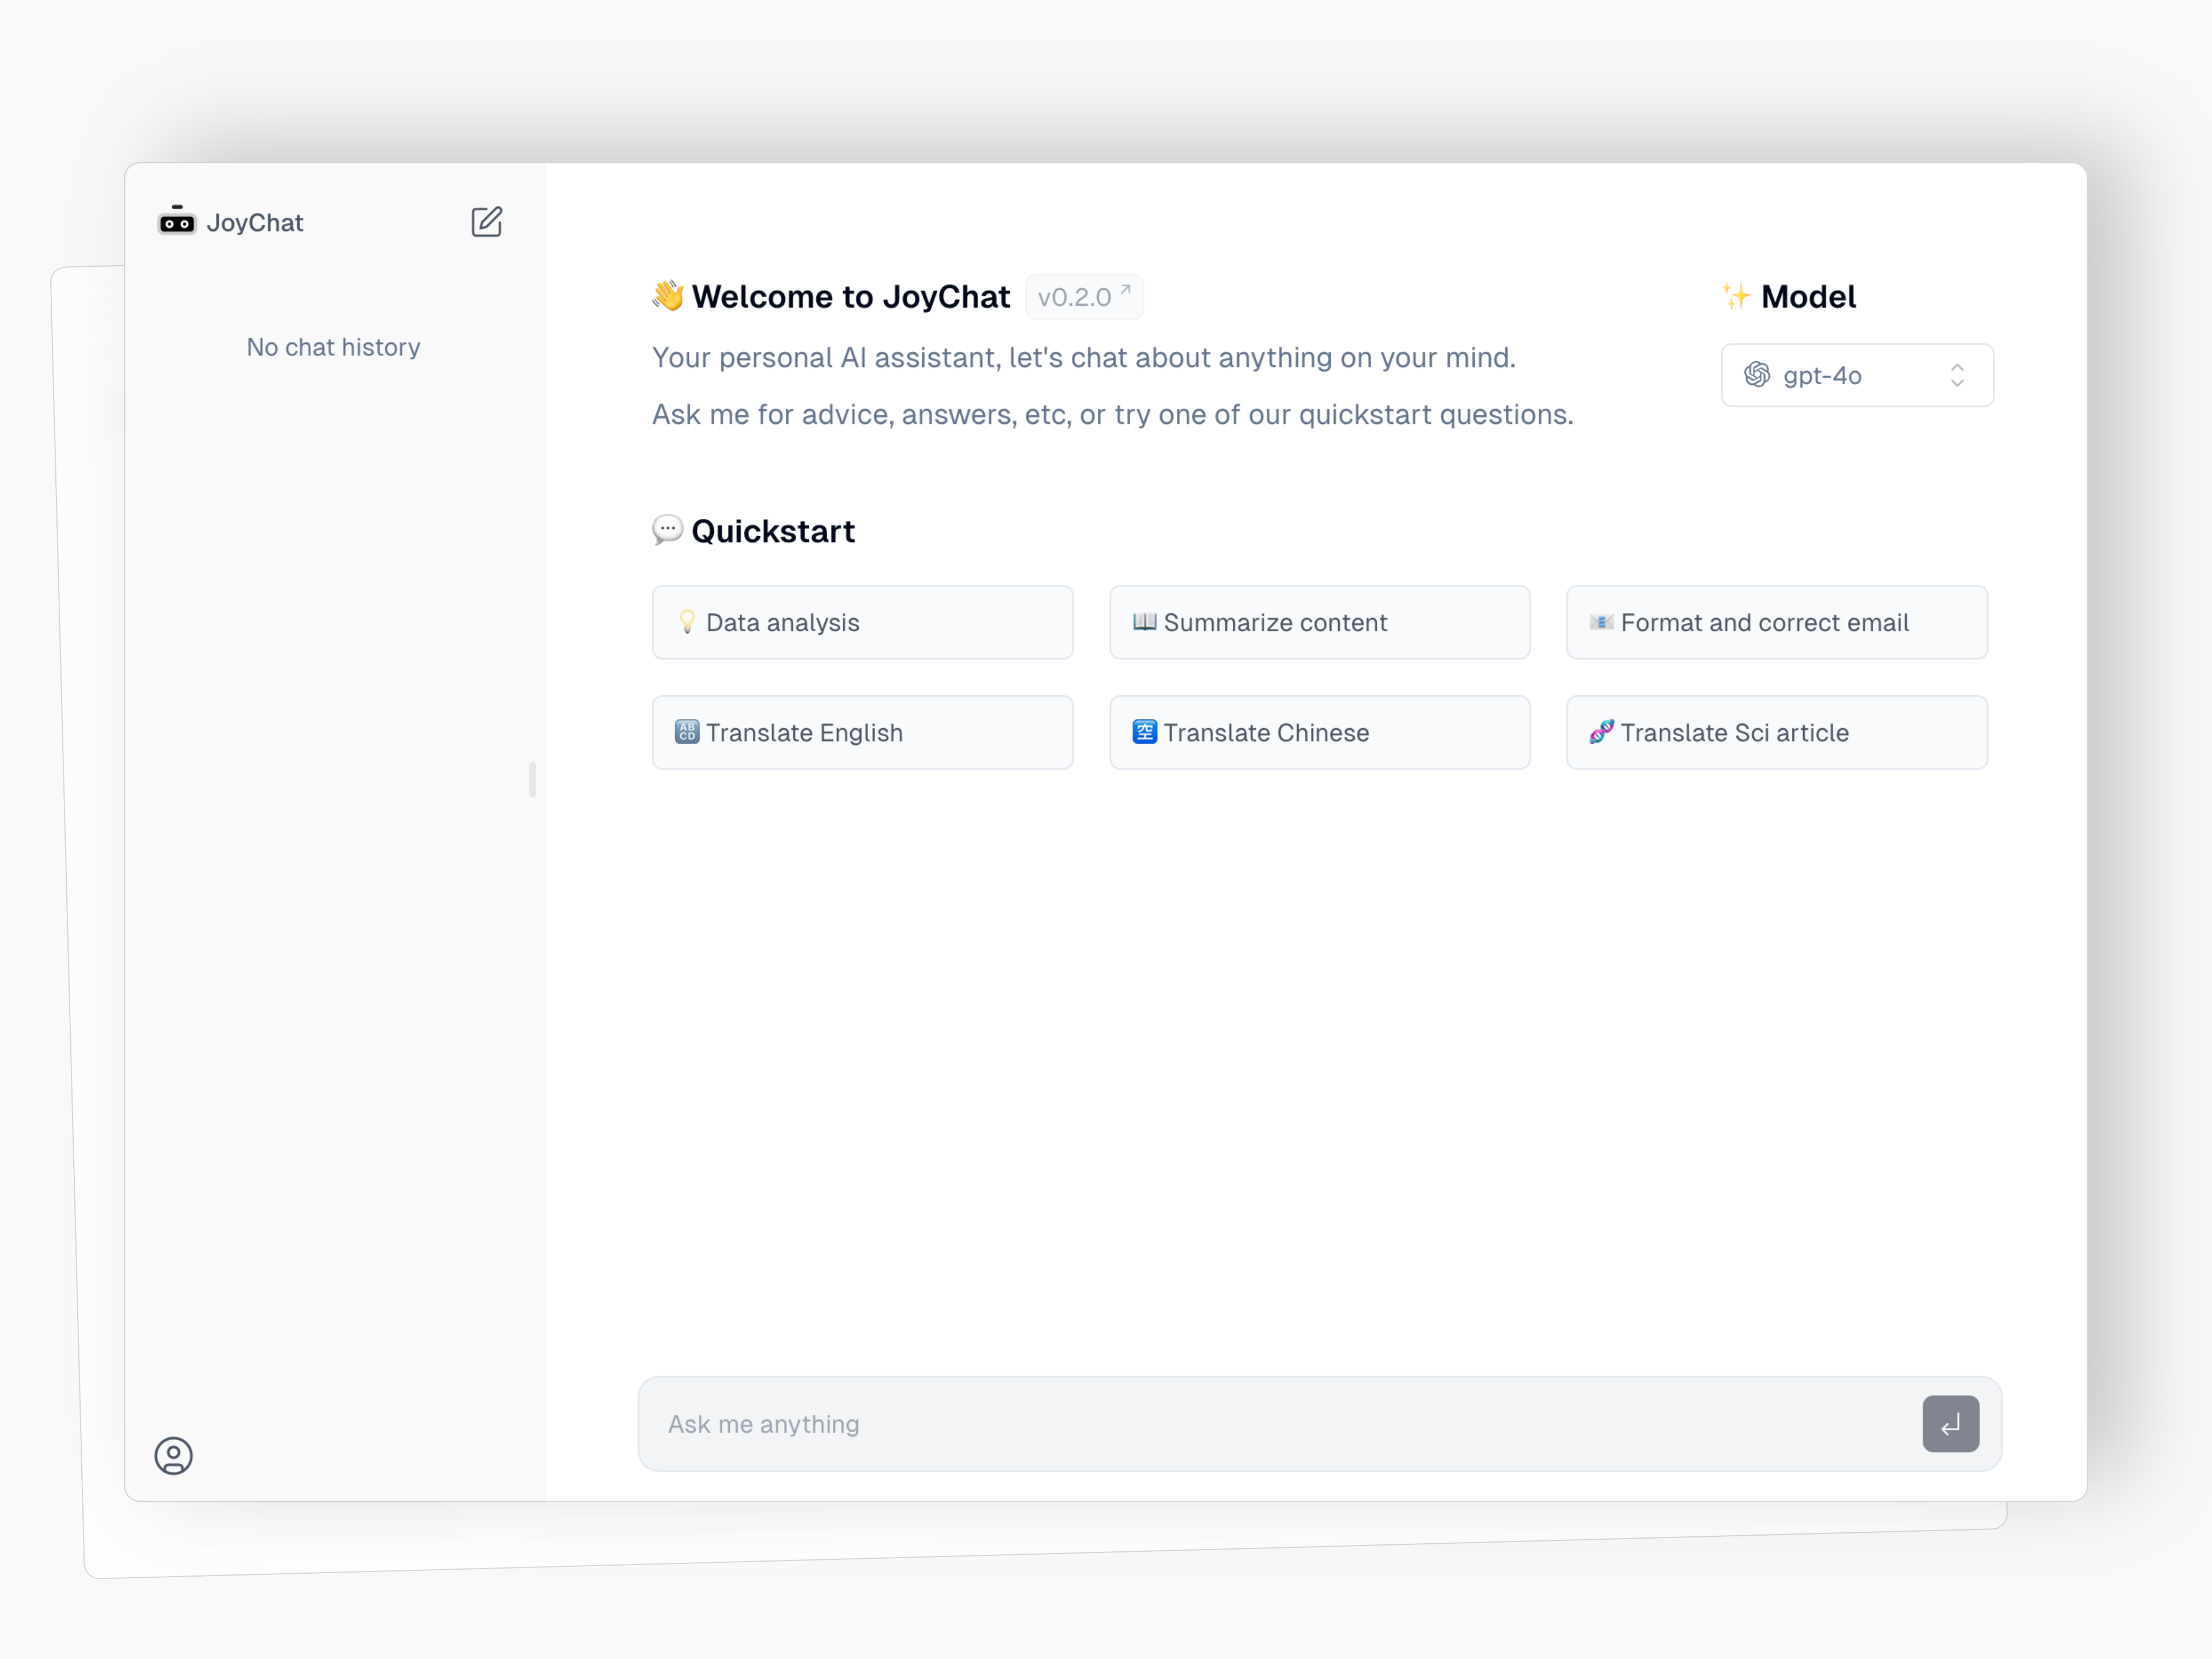 JoyChat
No chat history
👋 Welcome to JoyChat v0.2.0 ↗
Your personal AI assistant, let's chat about anything on your mind.
Ask me for advice, answers, etc, or try one of our quickstart questions.
✨ Model
gpt-4o
💬 Quickstart
💡 Data analysis
📖 Summarize content
📧 Format and correct email
🔠 Translate English
🈳 Translate Chinese
🧬 Translate Sci article
Ask me anything